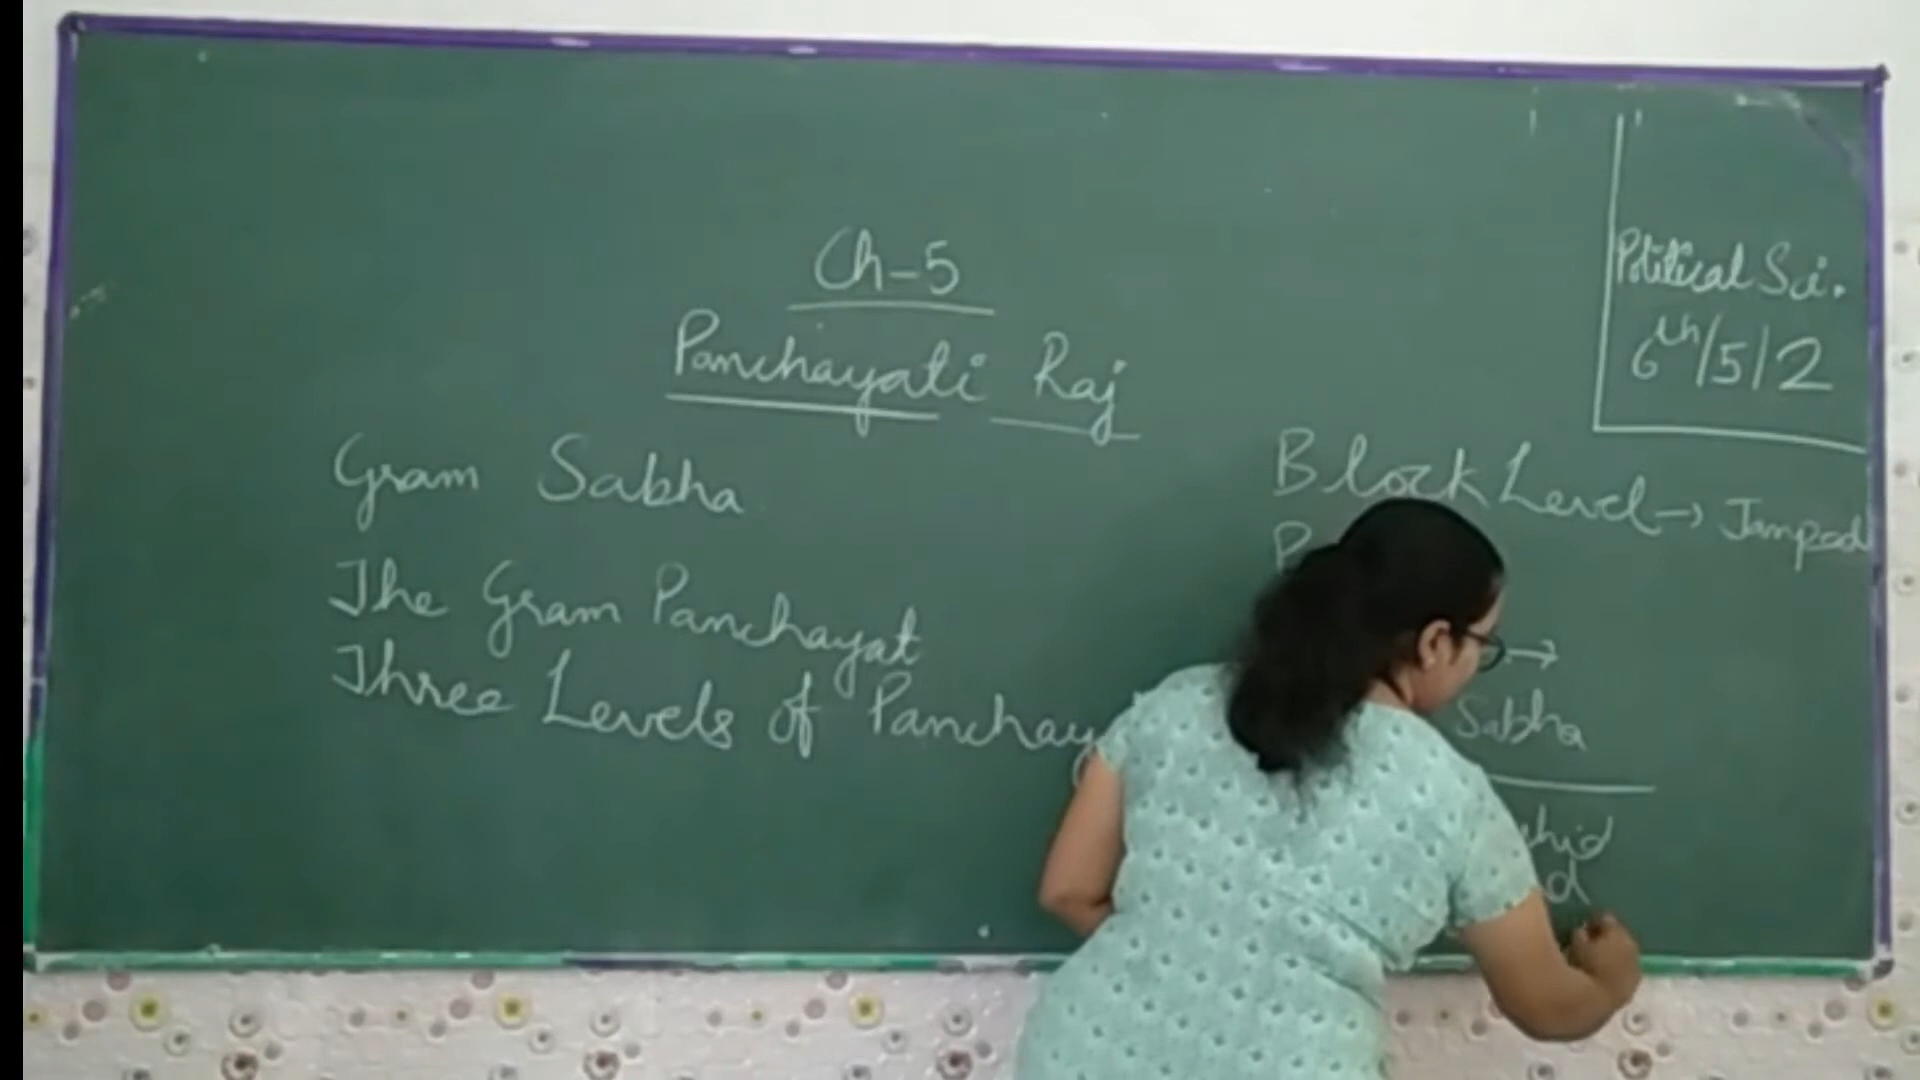 Ch-5
Panchayati Raj
Political Sci.
6th/5/2
Gram Sabha
The Gram Panchayat
Three Levels of
Block Level → Janpad
→
Sabha